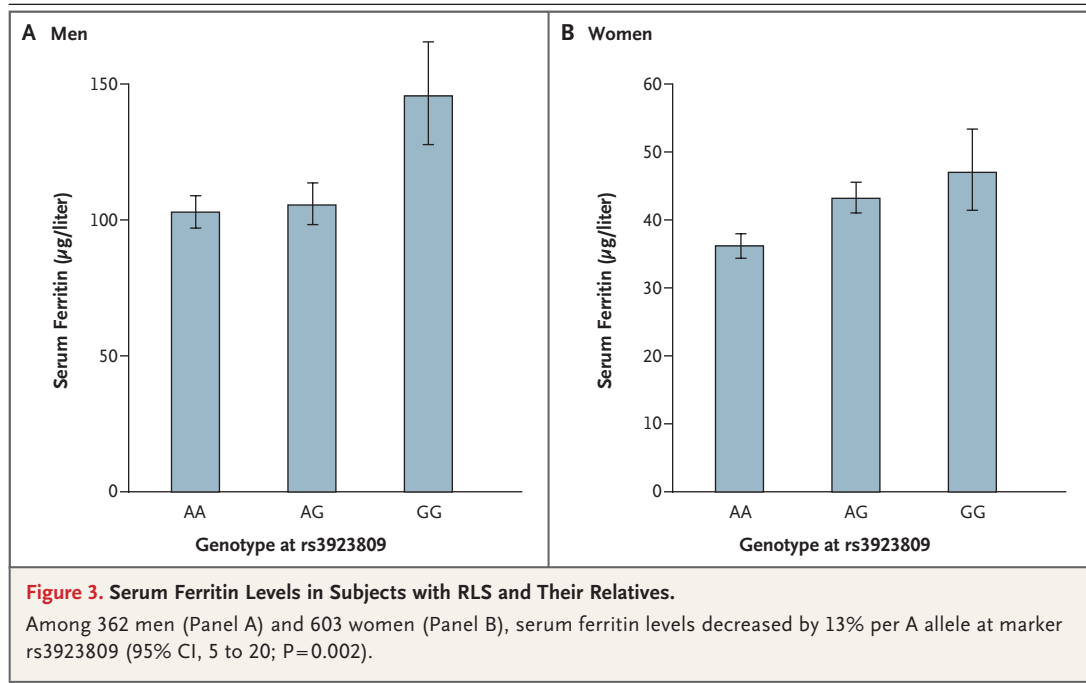 A Men
150
100
50
0
Serum Ferritin (µg/liter)
AA AG GG
Genotype at rs3923809
B Women
60
50
40
30
20
10
0
Serum Ferritin (µg/liter)
AA AG GG
Genotype at rs3923809
Figure 3. Serum Ferritin Levels in Subjects with RLS and Their Relatives.
Among 362 men (Panel A) and 603 women (Panel B), serum ferritin levels decreased by 13% per A allele at marker
rs3923809 (95% CI, 5 to 20; P=0.002).